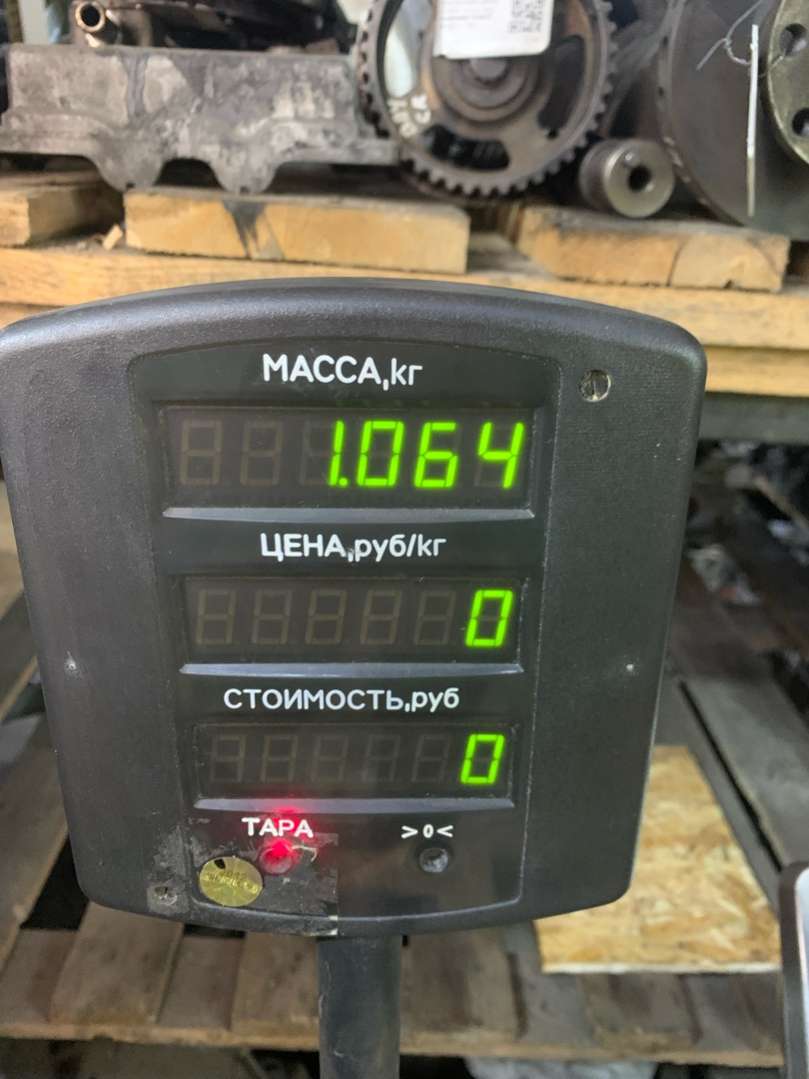 МАССА,кг
1.064
ЦЕНА,руб/кг
0
СТОИМОСТЬ,руб
0
ТАРА >0<